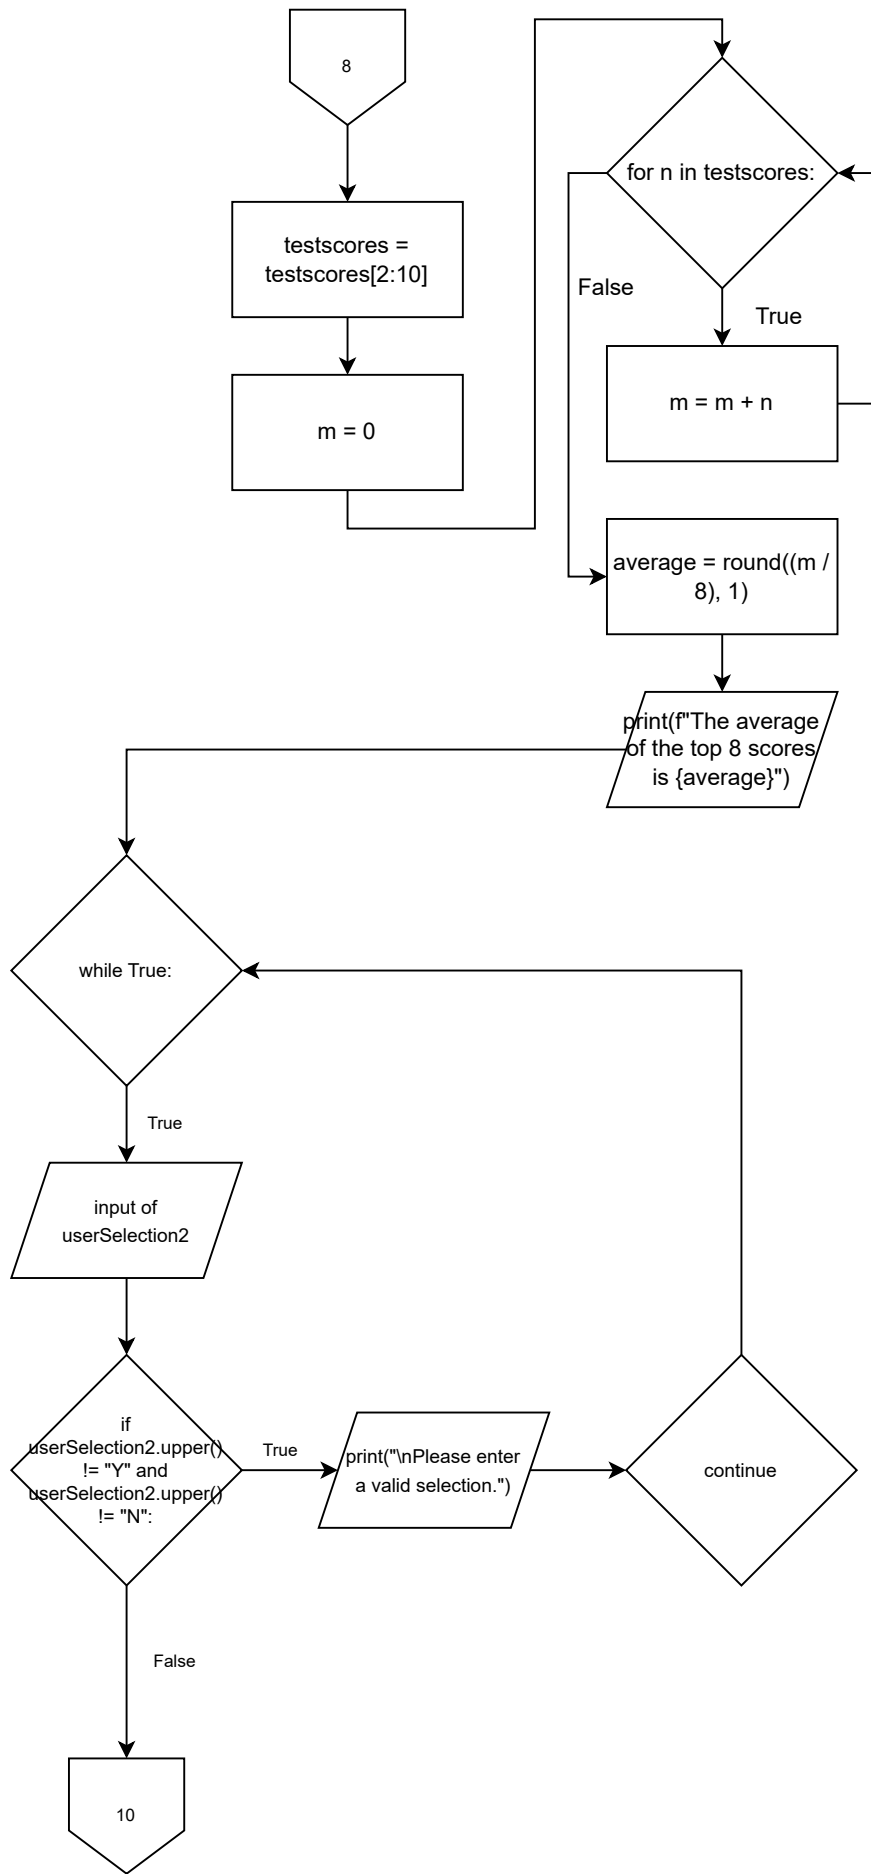 8
testscores =
testscores[2:10]
m = 0
for n in testscores:
False
True
m = m + n
average = round((m /
8), 1)
print(f"The average
of the top 8 scores
is {average}")
while True:
True
input of
userSelection2
if
userSelection2.upper()
!= "Y" and
userSelection2.upper()
!= "N":
True
print("\nPlease enter
a valid selection.")
continue
False
10